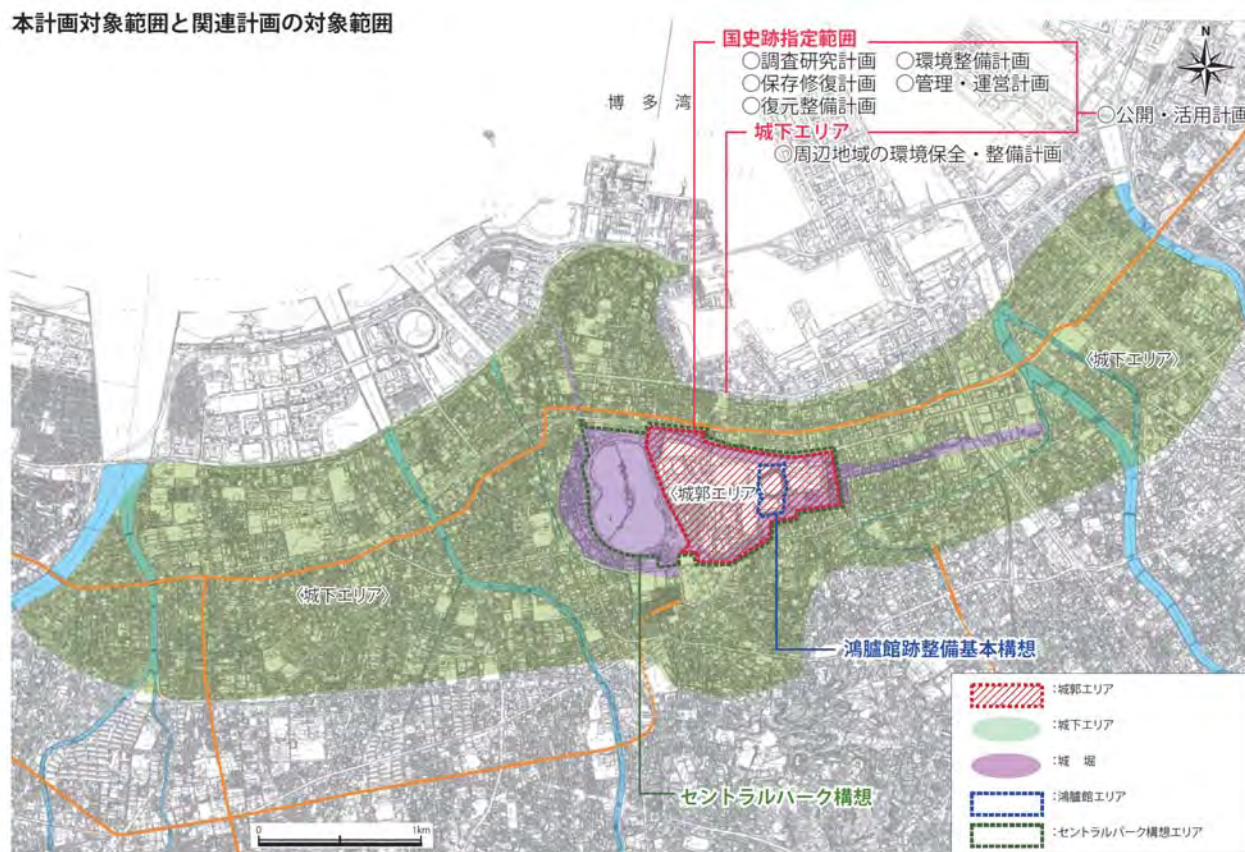 本計画対象範囲と関連計画の対象範囲
国史跡指定範囲
○調査研究計画 ○環境整備計画
○保存修復計画 ○管理・運営計画
○復元整備計画
城下エリア
○周辺地域の環境保全・整備計画
○公開・活用計画
N
博多湾
〈城下エリア〉
〈城郭エリア〉
〈城下エリア〉
鴻臚館跡整備基本構想
セントラルパーク構想
0 1km
:城郭エリア
:城下エリア
:城 堀
:鴻臚館エリア
:セントラルパーク構想エリア